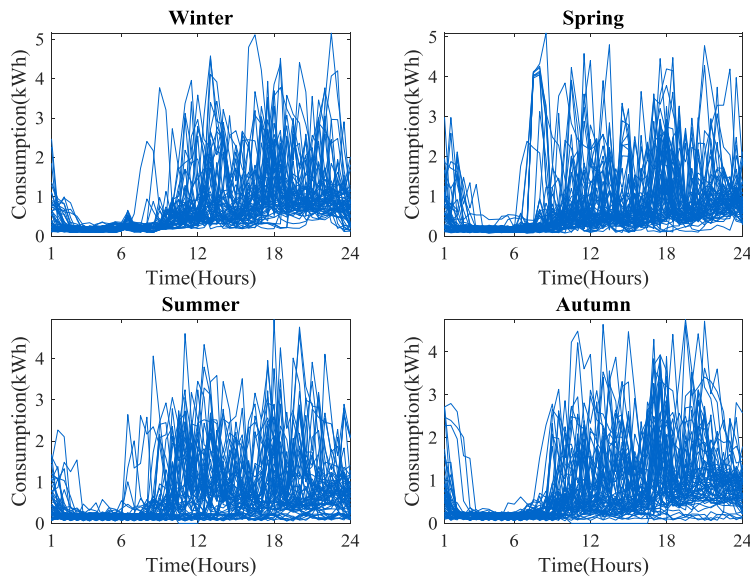 Winter
5
4
3
2
1
0
Consumption(kWh)
1 6 12 18 24
Time(Hours)
Spring
5
4
3
2
1
0
Consumption(kWh)
1 6 12 18 24
Time(Hours)
Summer
4
3
2
1
0
Consumption(kWh)
1 6 12 18 24
Time(Hours)
Autumn
4
3
2
1
0
Consumption(kWh)
1 6 12 18 24
Time(Hours)